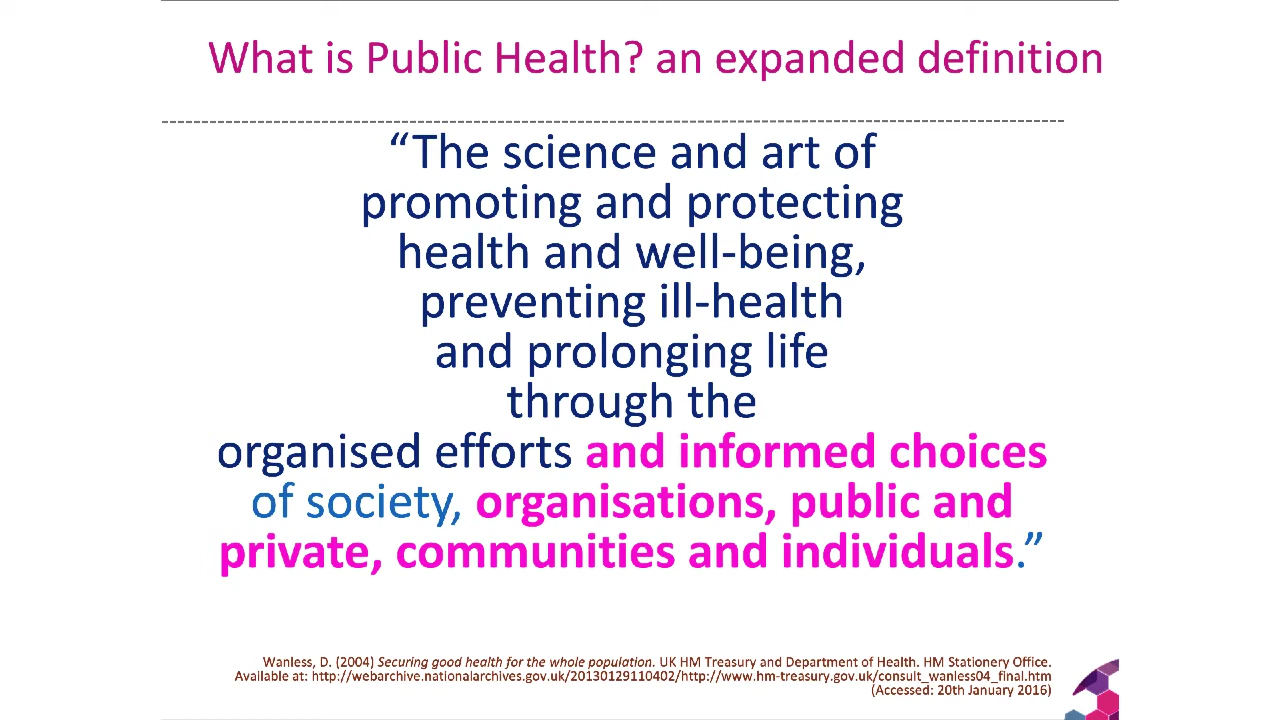 What is Public Health? an expanded definition
“The science and art of
promoting and protecting
health and well-being,
preventing ill-health
and prolonging life
through the
organised efforts and informed choices
of society, organisations, public and
private, communities and individuals.”
Wanless, D. (2004) Securing good health for the whole population. UK HM Treasury and Department of Health. HM Stationery Office.
Available at: http://webarchive.nationalarchives.gov.uk/20130129110402/http://www.hm-treasury.gov.uk/consult_wanless04_final.htm
(Accessed: 20th January 2016)